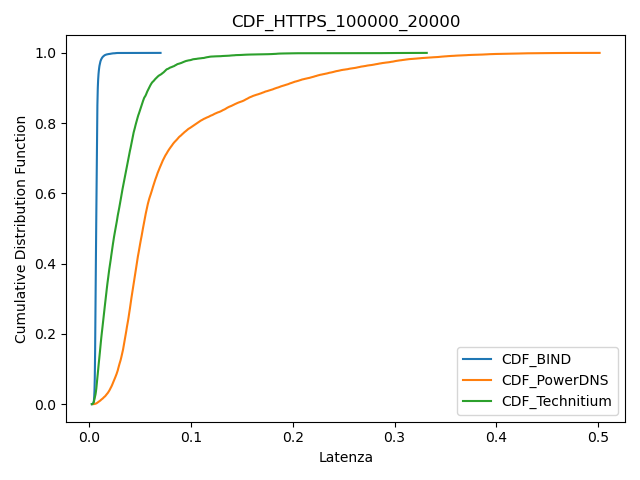 CDF_HTTPS_100000_20000
Cumulative Distribution Function
1.0
0.8
0.6
0.4
0.2
0.0
0.0 0.1 0.2 0.3 0.4 0.5
Latenza
CDF_BIND
CDF_PowerDNS
CDF_Technitium